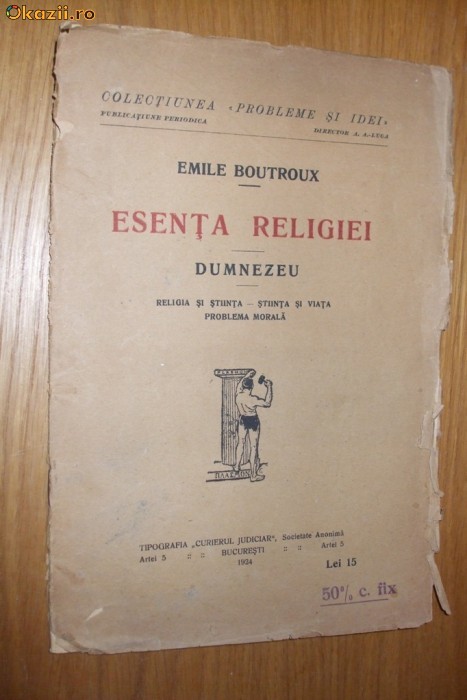 Okazii.ro
COLECŢIUNEA «PROBLEME ŞI IDEI»
PUBLICAŢIUNE PERIODICA DIRECTOR A. A.-LUCA
EMILE BOUTROUX
ESENŢA RELIGIEI
DUMNEZEU
RELIGIA ŞI ŞTIINŢA — ŞTIINŢA ŞI VIAŢA
PROBLEMA MORALĂ
TIPOGRAFIA „CURIERUL JUDICIAR", Societate Anonimă
Artei 5 :: :: BUCUREŞTI :: :: Artei 5
1924
Lei 15
50% c. fix